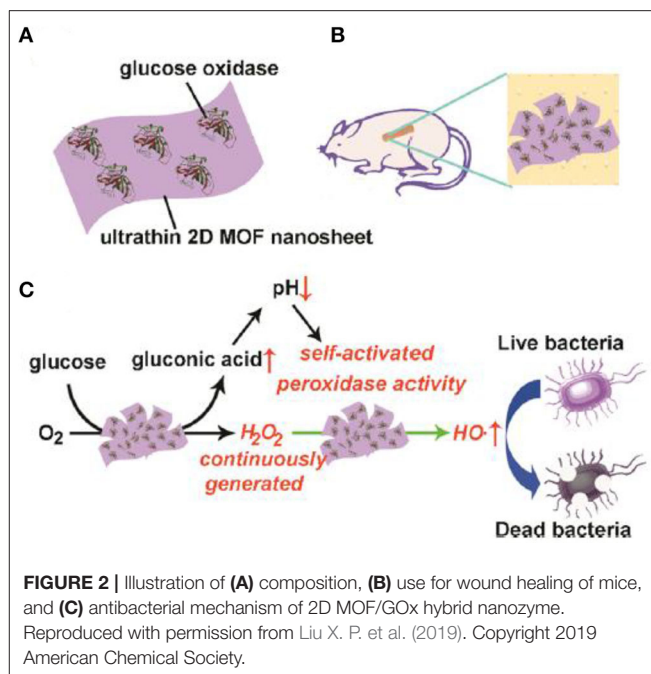 A
glucose oxidase
ultrathin 2D MOF nanosheet
B
C
pH↓
glucose
gluconic acid↑
self-activated
peroxidase activity
O₂
H₂O₂
continuously
generated
HO·↑
Live bacteria
Dead bacteria
FIGURE 2 | Illustration of (A) composition, (B) use for wound healing of mice,
and (C) antibacterial mechanism of 2D MOF/GOx hybrid nanozyme.
Reproduced with permission from Liu X. P. et al. (2019). Copyright 2019
American Chemical Society.